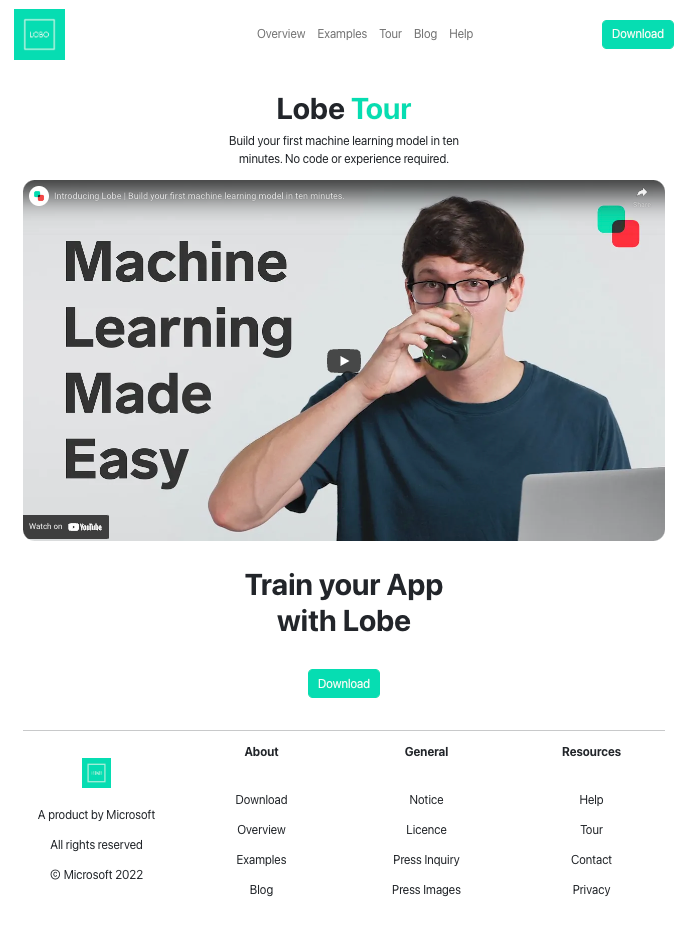 LOBO
Overview Examples Tour Blog Help
Download
Lobe Tour
Build your first machine learning model in ten
minutes. No code or experience required.
Introducing Lobe | Build your first machine learning model in ten minutes.
Machine
Learning
Made
Easy
Watch on YouTube
Train your App
with Lobe
Download
About General Resources
A product by Microsoft
All rights reserved
© Microsoft 2022
Download
Overview
Examples
Blog
Notice
Licence
Press Inquiry
Press Images
Help
Tour
Contact
Privacy